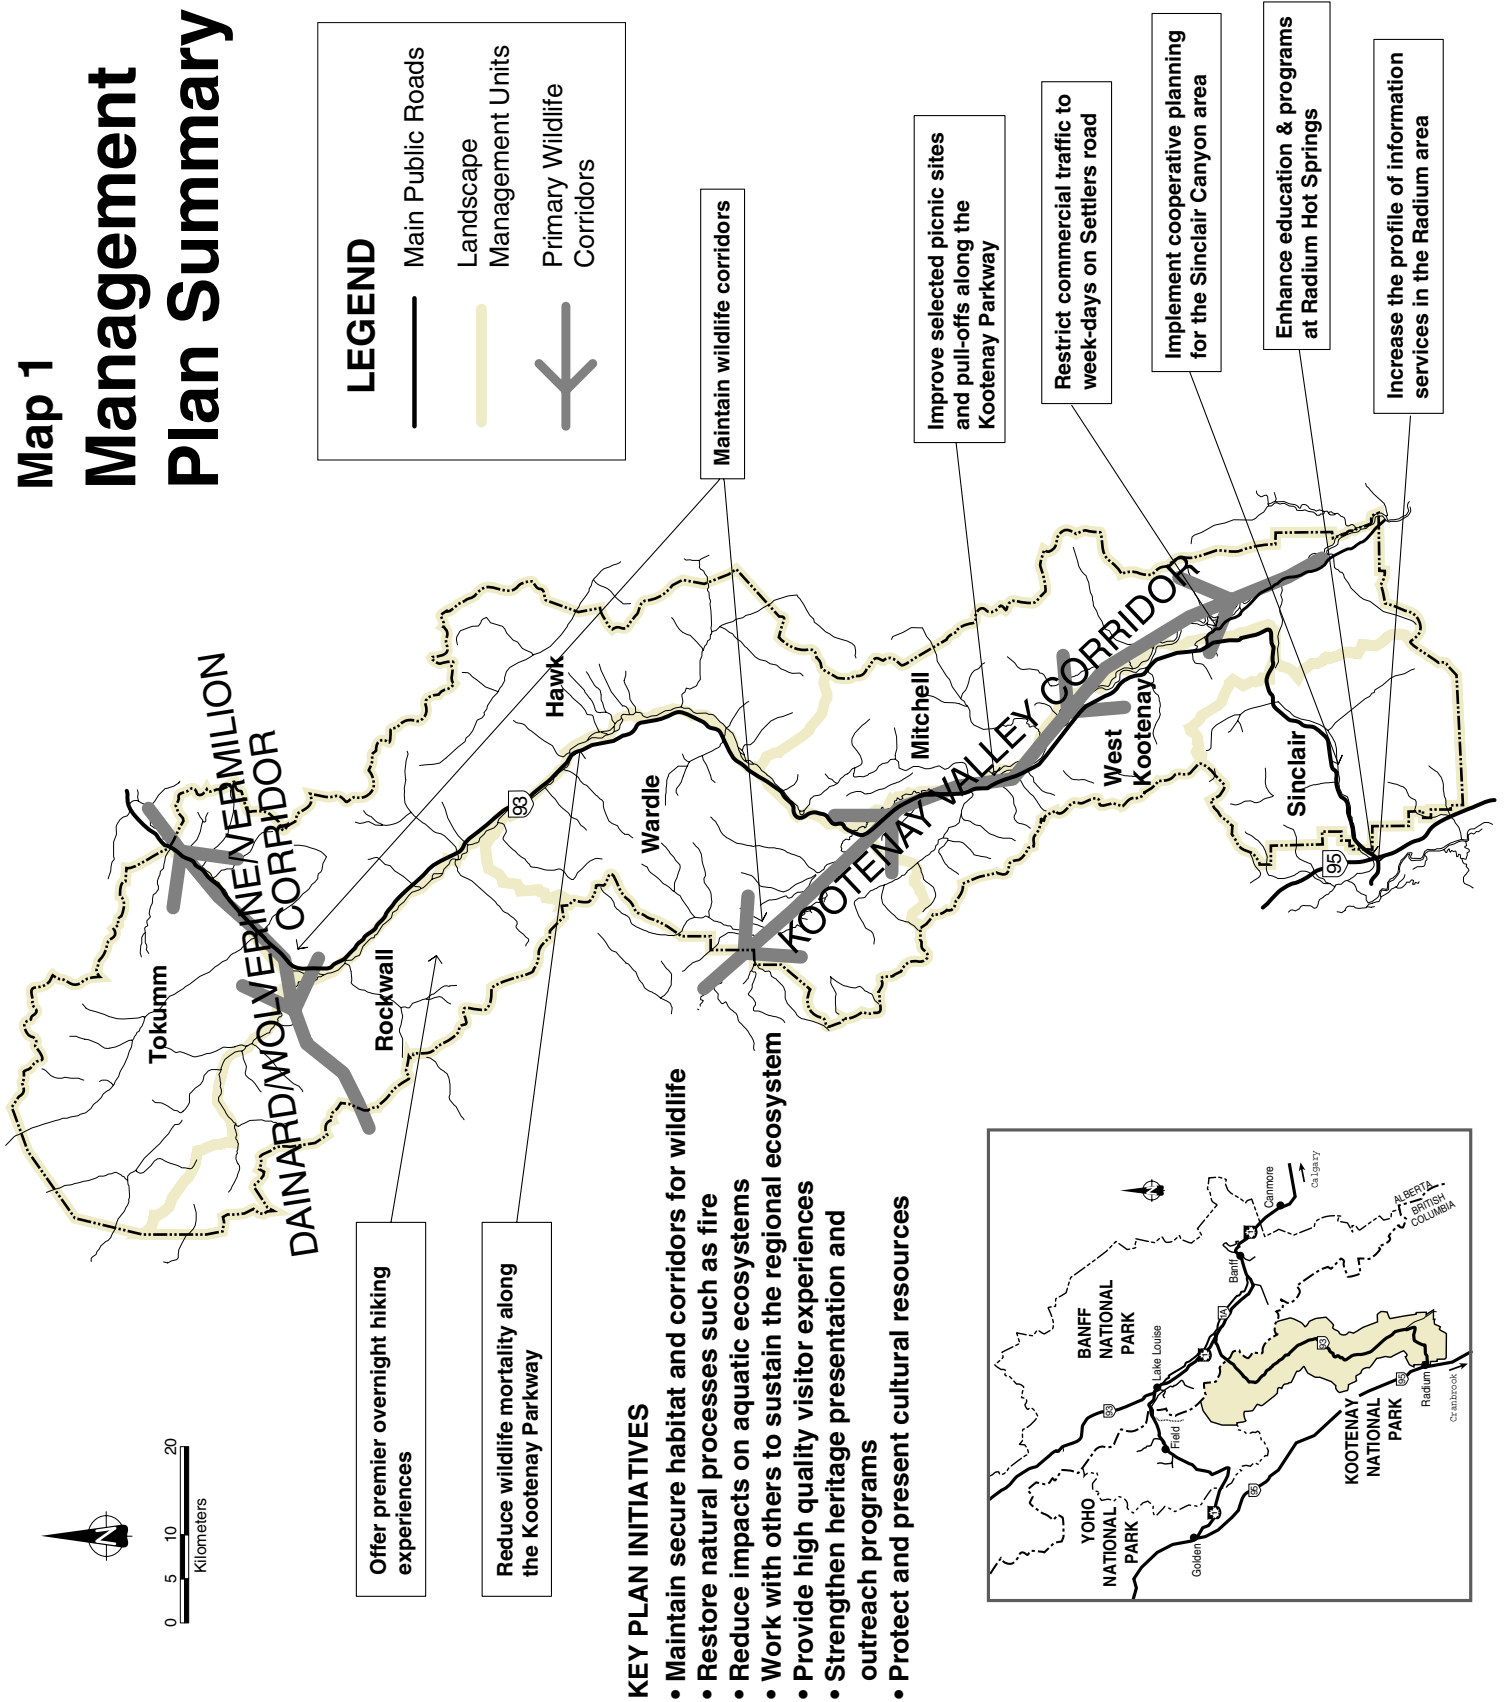 Map 1
Management
Plan Summary
LEGEND
Main Public Roads
Landscape
Management Units
Primary Wildlife
Corridors
Maintain wildlife corridors
Improve selected picnic sites
and pull-offs along the
Kootenay Parkway
Restrict commercial traffic to
week-days on Settlers road
Implement cooperative planning
for the Sinclair Canyon area
Enhance education & programs
at Radium Hot Springs
Increase the profile of information
services in the Radium area
DAINARD/WOLVERINE/VERMILION
CORRIDOR
KOOTENAY VALLEY CORRIDOR
Tokumm
Rockwall
Hawk
Wardle
Mitchell
West
Kootenay
Sinclair
93
95
N
0 5 10 20
Kilometers
Offer premier overnight hiking
experiences
Reduce wildlife mortality along
the Kootenay Parkway
KEY PLAN INITIATIVES
• Maintain secure habitat and corridors for wildlife
• Restore natural processes such as fire
• Reduce impacts on aquatic ecosystems
• Work with others to sustain the regional ecosystem
• Provide high quality visitor experiences
• Strengthen heritage presentation and
outreach programs
• Protect and present cultural resources
BANFF
NATIONAL
PARK
YOHO
NATIONAL
PARK
KOOTENAY
NATIONAL
PARK
Golden
Field
Lake Louise
Banff
Canmore
Calgary
Radium
Cranbrook
ALBERTA
BRITISH
COLUMBIA
93
1A
93
95
95
1
1
1